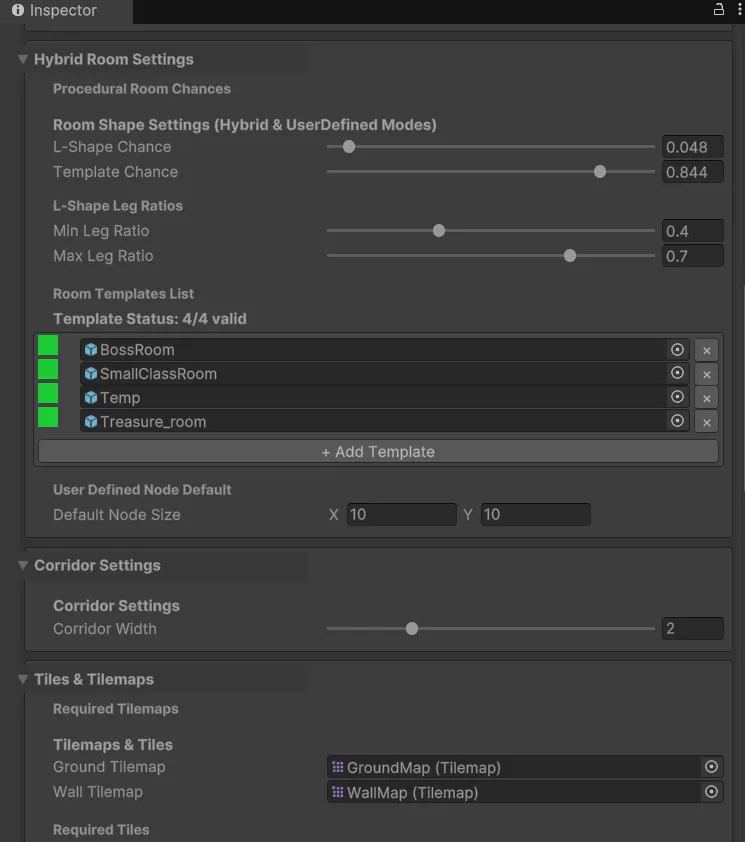 Inspector
Hybrid Room Settings
Procedural Room Chances
Room Shape Settings (Hybrid & UserDefined Modes)
L-Shape Chance 0.048
Template Chance 0.844
L-Shape Leg Ratios
Min Leg Ratio 0.4
Max Leg Ratio 0.7
Room Templates List
Template Status: 4/4 valid
BossRoom ×
SmallClassRoom ×
Temp ×
Treasure_room ×
+ Add Template
User Defined Node Default
Default Node Size X 10 Y 10
Corridor Settings
Corridor Settings
Corridor Width 2
Tiles & Tilemaps
Required Tilemaps
Tilemaps & Tiles
Ground Tilemap GroundMap (Tilemap)
Wall Tilemap WallMap (Tilemap)
Required Tiles